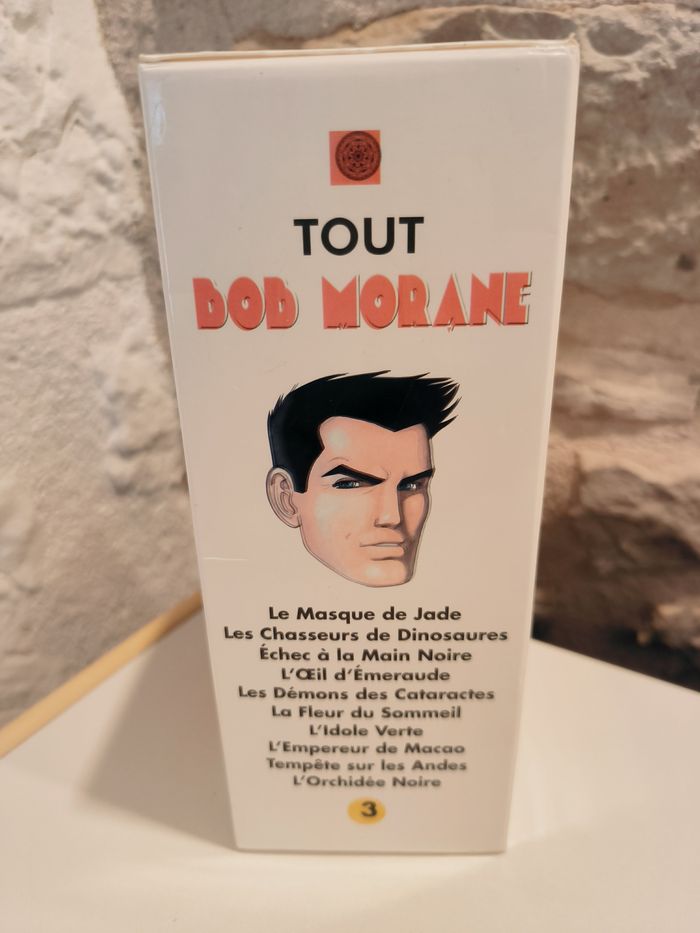 TOUT
BOB MORANE
Le Masque de Jade
Les Chasseurs de Dinosaures
Échec à la Main Noire
L'Œil d'Émeraude
Les Démons des Cataractes
La Fleur du Sommeil
L'Idole Verte
L'Empereur de Macao
Tempête sur les Andes
L'Orchidée Noire
3